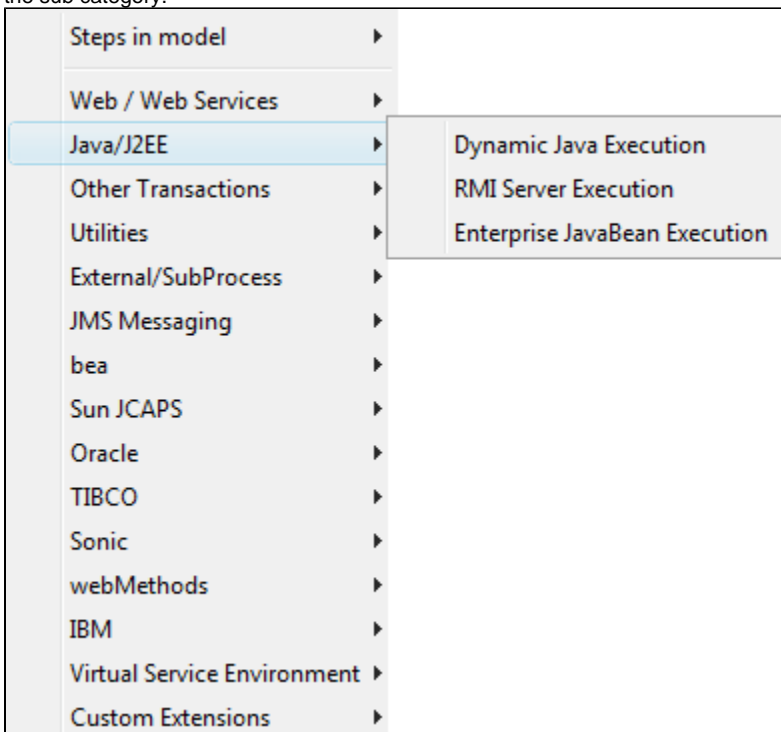 the sub category.
Steps in model
Web / Web Services
Java/J2EE
Dynamic Java Execution
Other Transactions
RMI Server Execution
Utilities
Enterprise JavaBean Execution
External/SubProcess
JMS Messaging
bea
Sun JCAPS
Oracle
TIBCO
Sonic
webMethods
IBM
Virtual Service Environment
Custom Extensions